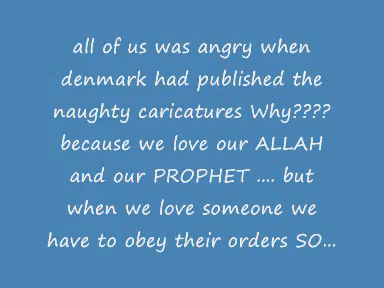 all of us was angry when
denmark had published the
naughty caricatures Why????
because we love our ALLAH
and our PROPHET .... but
when we love someone we
have to obey their orders SO...